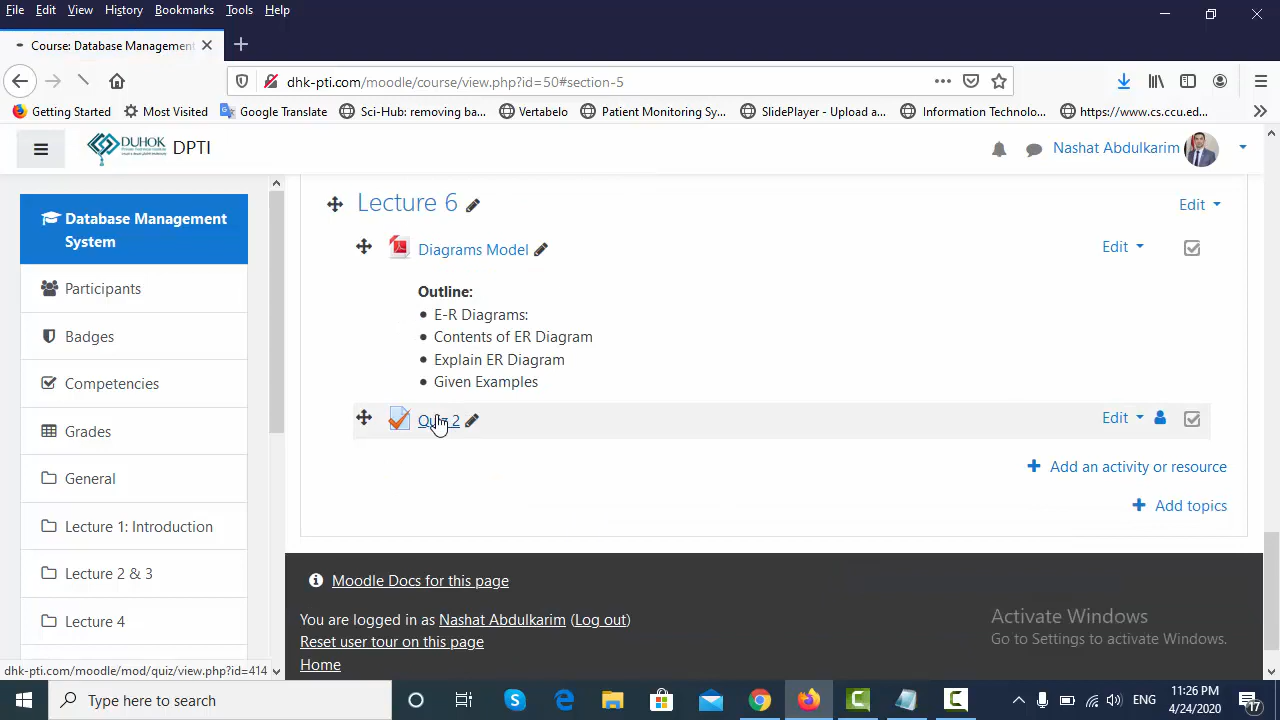 File Edit View History Bookmarks Tools Help
Course: Database Management
dhk-pti.com/moodle/course/view.php?id=50#section-5
Getting Started Most Visited Google Translate Sci-Hub: removing ba... Vertabelo Patient Monitoring Sy... SlidePlayer - Upload a... Information Technolo... https://www.cs.ccu.ed...
DUHOK DPTI Nashat Abdulkarim
Database Management
System
Participants
Badges
Competencies
Grades
General
Lecture 1: Introduction
Lecture 2 & 3
Lecture 4
Lecture 6 Edit
Diagrams Model Edit
Outline:
E-R Diagrams:
Contents of ER Diagram
Explain ER Diagram
Given Examples
Quiz 2 Edit
Add an activity or resource
Add topics
Moodle Docs for this page
You are logged in as Nashat Abdulkarim (Log out)
Reset user tour on this page
Home
Activate Windows
Go to Settings to activate Windows.
dhk-pti.com/moodle/mod/quiz/view.php?id=414
Type here to search
ENG
11:26 PM
4/24/2020
17